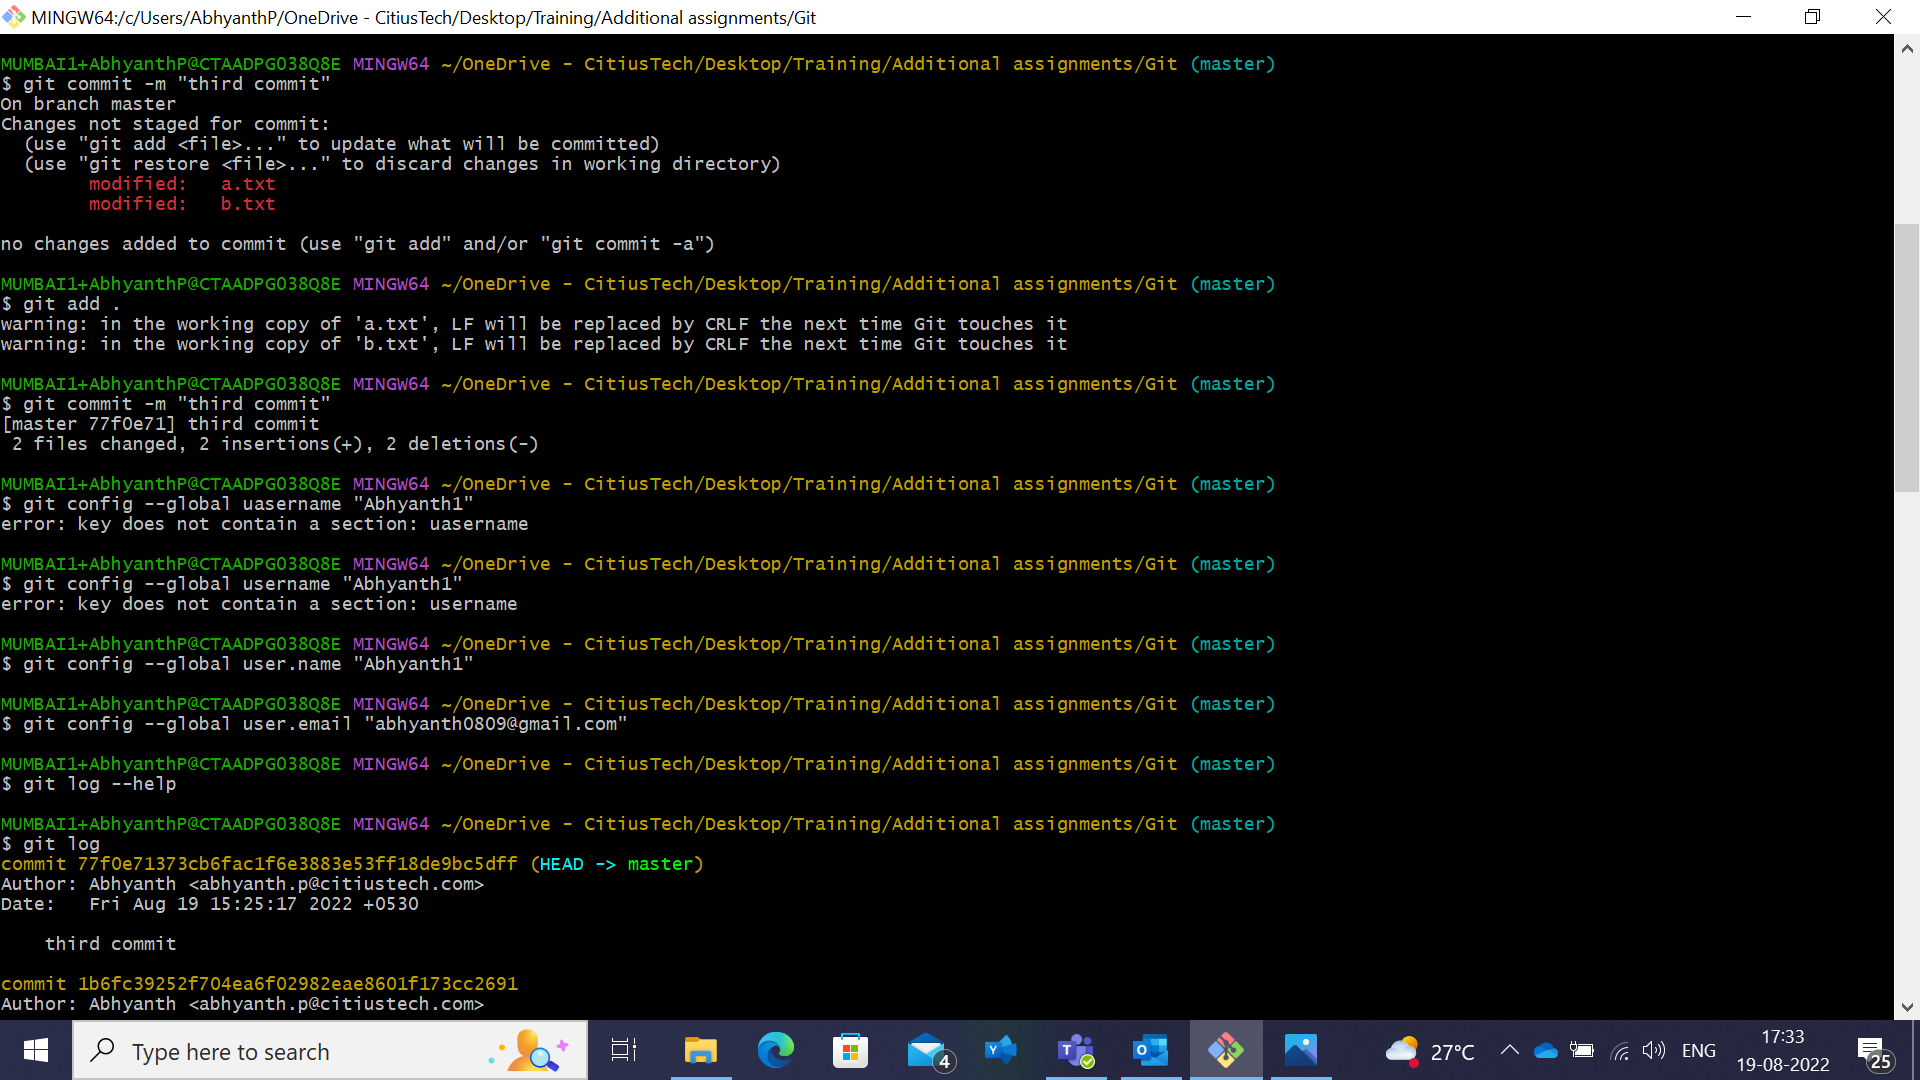 MINGW64:/c/Users/AbhyanthP/OneDrive - CitiusTech/Desktop/Training/Additional assignments/Git
MUMBAI1+AbhyanthP@CTAADPG038Q8E MINGW64 ~/OneDrive - CitiusTech/Desktop/Training/Additional assignments/Git (master)
$ git commit -m "third commit"
On branch master
Changes not staged for commit:
  (use "git add <file>..." to update what will be committed)
  (use "git restore <file>..." to discard changes in working directory)
        modified:   a.txt
        modified:   b.txt
no changes added to commit (use "git add" and/or "git commit -a")
MUMBAI1+AbhyanthP@CTAADPG038Q8E MINGW64 ~/OneDrive - CitiusTech/Desktop/Training/Additional assignments/Git (master)
$ git add .
warning: in the working copy of 'a.txt', LF will be replaced by CRLF the next time Git touches it
warning: in the working copy of 'b.txt', LF will be replaced by CRLF the next time Git touches it
MUMBAI1+AbhyanthP@CTAADPG038Q8E MINGW64 ~/OneDrive - CitiusTech/Desktop/Training/Additional assignments/Git (master)
$ git commit -m "third commit"
[master 77f0e71] third commit
 2 files changed, 2 insertions(+), 2 deletions(-)
MUMBAI1+AbhyanthP@CTAADPG038Q8E MINGW64 ~/OneDrive - CitiusTech/Desktop/Training/Additional assignments/Git (master)
$ git config --global uasername "Abhyanth1"
error: key does not contain a section: uasername
MUMBAI1+AbhyanthP@CTAADPG038Q8E MINGW64 ~/OneDrive - CitiusTech/Desktop/Training/Additional assignments/Git (master)
$ git config --global username "Abhyanth1"
error: key does not contain a section: username
MUMBAI1+AbhyanthP@CTAADPG038Q8E MINGW64 ~/OneDrive - CitiusTech/Desktop/Training/Additional assignments/Git (master)
$ git config --global user.name "Abhyanth1"
MUMBAI1+AbhyanthP@CTAADPG038Q8E MINGW64 ~/OneDrive - CitiusTech/Desktop/Training/Additional assignments/Git (master)
$ git config --global user.email "abhyanth0809@gmail.com"
MUMBAI1+AbhyanthP@CTAADPG038Q8E MINGW64 ~/OneDrive - CitiusTech/Desktop/Training/Additional assignments/Git (master)
$ git log --help
MUMBAI1+AbhyanthP@CTAADPG038Q8E MINGW64 ~/OneDrive - CitiusTech/Desktop/Training/Additional assignments/Git (master)
$ git log
commit 77f0e71373cb6fac1f6e3883e53ff18de9bc5dff (HEAD -> master)
Author: Abhyanth <abhyanth.p@citiustech.com>
Date:   Fri Aug 19 15:25:17 2022 +0530
    third commit
commit 1b6fc39252f704ea6f02982eae8601f173cc2691
Author: Abhyanth <abhyanth.p@citiustech.com>
Type here to search
4
Y
T
O
27°C
ENG
17:33
19-08-2022
25